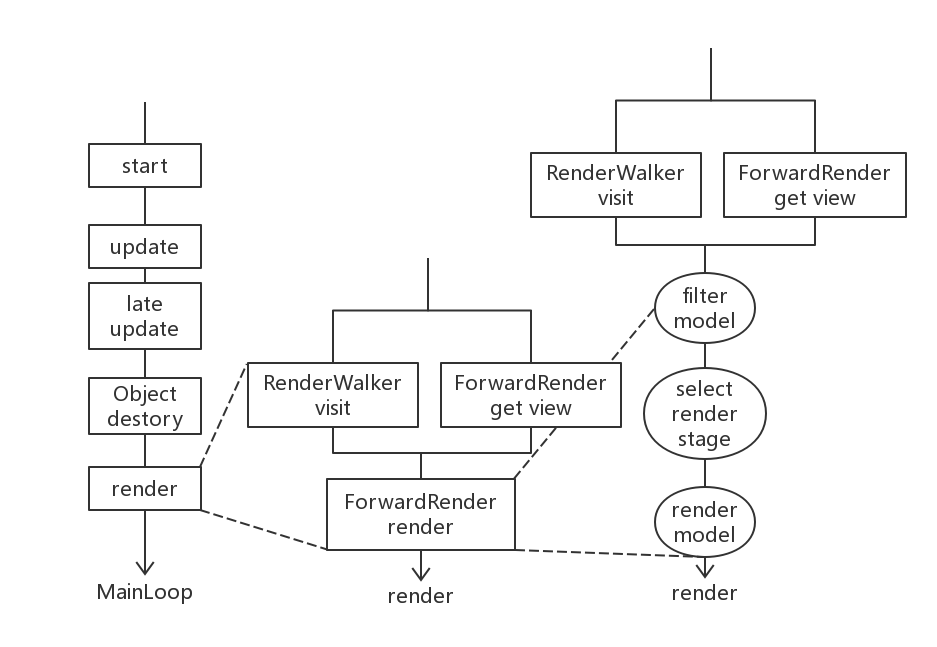 start
update
late
update
Object
destory
render
MainLoop
RenderWalker
visit
ForwardRender
get view
ForwardRender
render
render
RenderWalker
visit
ForwardRender
get view
filter
model
select
render
stage
render
model
render